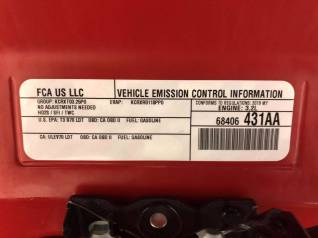 FCA US LLC
VEHICLE EMISSION CONTROL INFORMATION
GROUP: KCRXT03.25P0
EVAP: KCRXR0110PP0
CONFORMS TO REGULATIONS: 2019 MY
NO ADJUSTMENTS NEEDED
ENGINE: 3.2L
HO2S / SFI / TWC
U.S. EPA: T3 B70 LDT OBD: CA OBD II FUEL: GASOLINE
68406 431AA
CA: ULEV70 LDT OBD: CA OBD II FUEL: GASOLINE